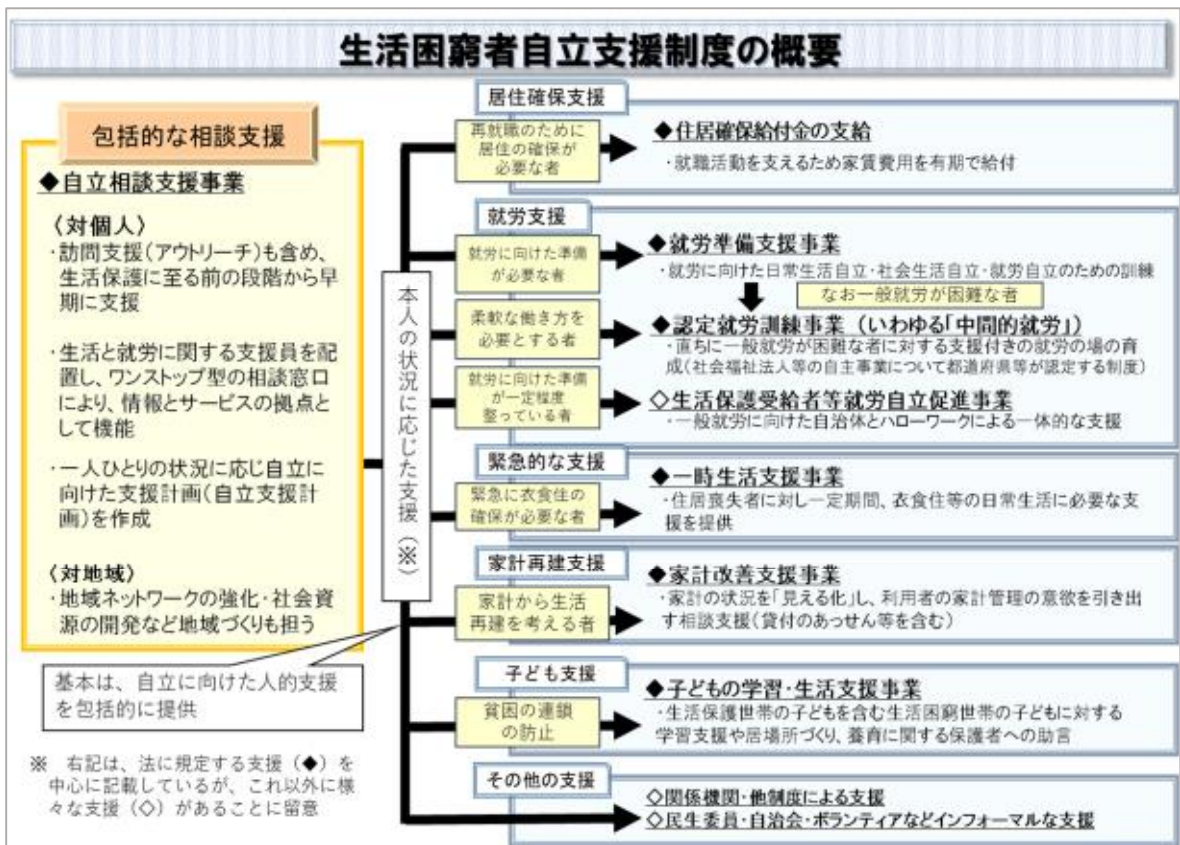 生活困窮者自立支援制度の概要
包括的な相談支援
◆自立相談支援事業
〈対個人〉
・訪問支援(アウトリーチ)も含め、
生活保護に至る前の段階から早
期に支援
・生活と就労に関する支援員を配
置し、ワンストップ型の相談窓口
により、情報とサービスの拠点と
して機能
・一人ひとりの状況に応じ自立に
向けた支援計画(自立支援計
画)を作成
〈対地域〉
・地域ネットワークの強化・社会資
源の開発など地域づくりも担う
基本は、自立に向けた人的支援
を包括的に提供
※ 右記は、法に規定する支援(◆)を
中心に記載しているが、これ以外に様
々な支援(◇)があることに留意
本人の状況に応じた支援(※)
居住確保支援
再就職のために
居住の確保が
必要な者
◆住居確保給付金の支給
・就職活動を支えるため家賃費用を有期で給付
就労支援
就労に向けた準備
が必要な者
◆就労準備支援事業
・就労に向けた日常生活自立・社会生活自立・就労自立のための訓練
なお一般就労が困難な者
柔軟な働き方を
必要とする者
◆認定就労訓練事業(いわゆる「中間的就労」)
・直ちに一般就労が困難な者に対する支援付きの就労の場の育
成(社会福祉法人等の自主事業について都道府県等が認定する制度)
就労に向けた準備
が一定程度
整っている者
◇生活保護受給者等就労自立促進事業
・一般就労に向けた自治体とハローワークによる一体的な支援
緊急的な支援
緊急に衣食住の
確保が必要な者
◆一時生活支援事業
・住居喪失者に対し一定期間、衣食住等の日常生活に必要な支
援を提供
家計再建支援
家計から生活
再建を考える者
◆家計改善支援事業
・家計の状況を「見える化」し、利用者の家計管理の意欲を引き出
す相談支援(貸付のあっせん等を含む)
子ども支援
貧困の連鎖
の防止
◆子どもの学習・生活支援事業
・生活保護世帯の子どもを含む生活困窮世帯の子どもに対する
学習支援や居場所づくり、養育に関する保護者への助言
その他の支援
◇関係機関・他制度による支援
◇民生委員・自治会・ボランティアなどインフォーマルな支援